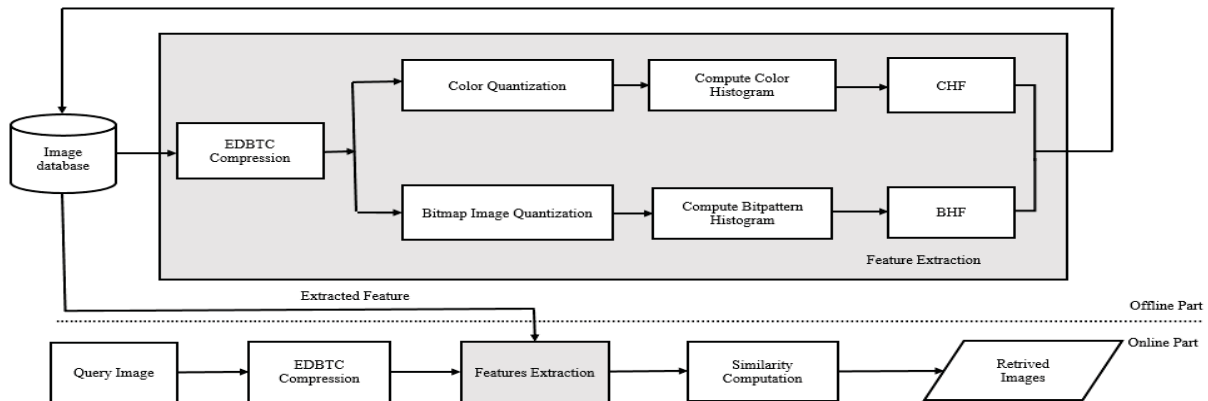 Color Quantization
Compute Color
Histogram
CHF
Image
database
EDBTC
Compression
Bitmap Image Quantization
Compute Bitpattern
Histogram
BHF
Feature Extraction
Extracted Feature
Offline Part
Online Part
Query Image
EDBTC
Compression
Features Extraction
Similarity
Computation
Retrived
Images